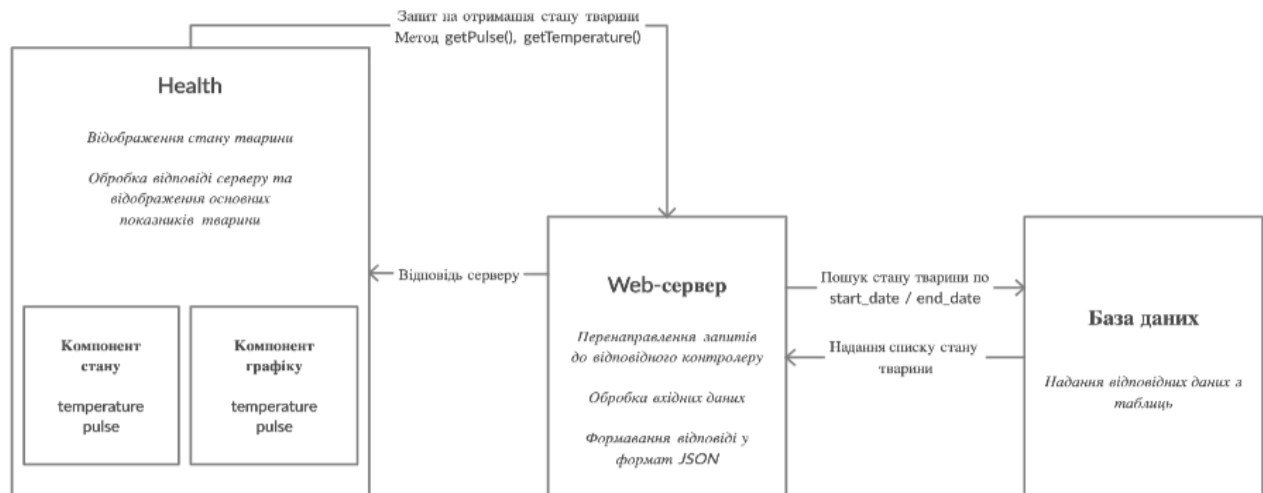 Запит на отримання стану тварини
Метод getPulse(), getTemperature()
Health
Відображення стану тварини
Обробка відповіді серверу та
відображення основних
показників тварини
Компонент
стану
temperature
pulse
Компонент
графіку
temperature
pulse
Відповідь серверу
Web-сервер
Перенаправлення запитів
до відповідного контролеру
Обробка вхідних даних
Формавання відповіді у
формат JSON
Пошук стану тварини по
start_date / end_date
Надання списку стану
тварини
База даних
Надання відповідних даних з
таблиць